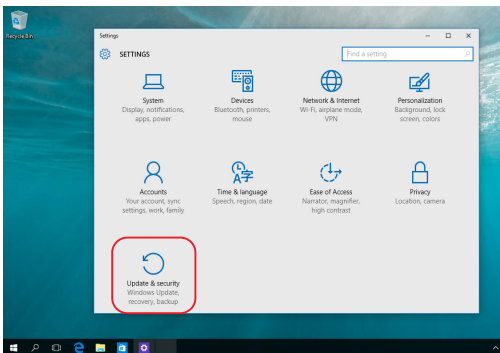 Recycle Bin
Settings
SETTINGS
Find a setting
System
Display, notifications,
apps, power
Devices
Bluetooth, printers,
mouse
Network & Internet
Wi-Fi, airplane mode,
VPN
Personalization
Background, lock
screen, colors
Accounts
Your account, sync
settings, work, family
Time & language
Speech, region, date
Ease of Access
Narrator, magnifier,
high contrast
Privacy
Location, camera
Update & security
Windows Update,
recovery, backup